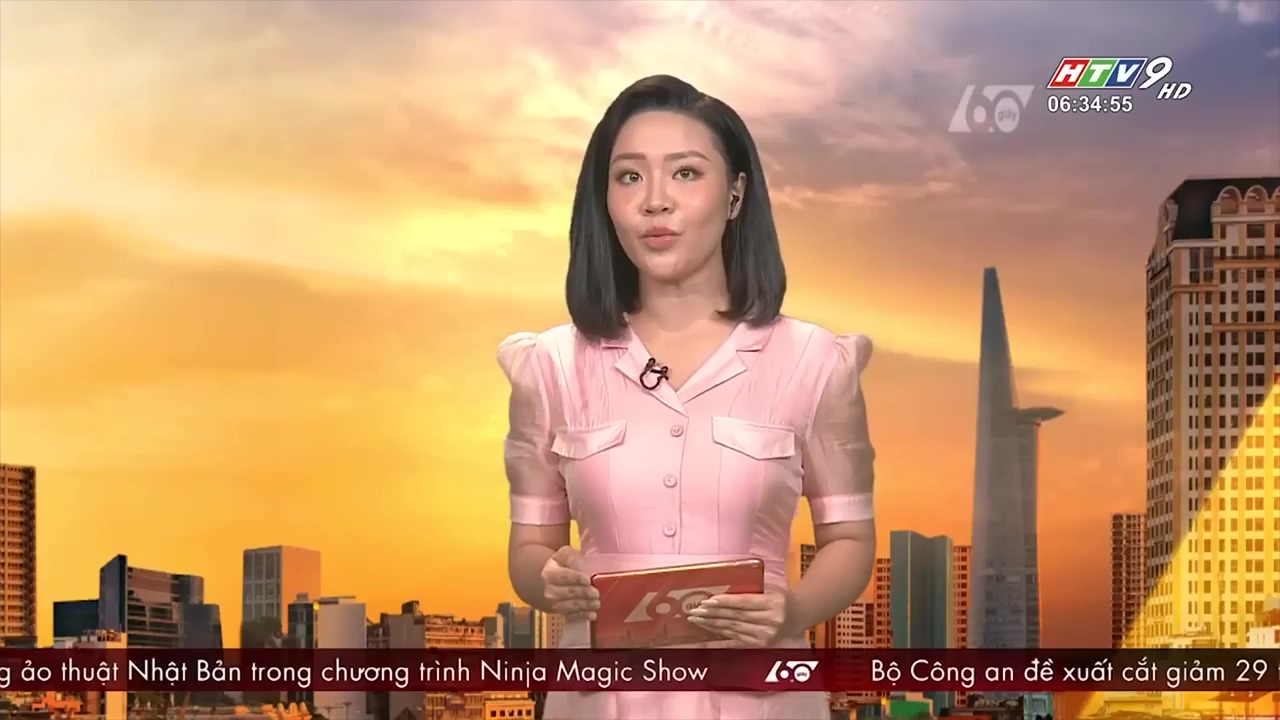 HTV9 HD
06:34:55
60 giây
60
ảo thuật Nhật Bản trong chương trình Ninja Magic Show 60 giây Bộ Công an đề xuất cắt giảm 29